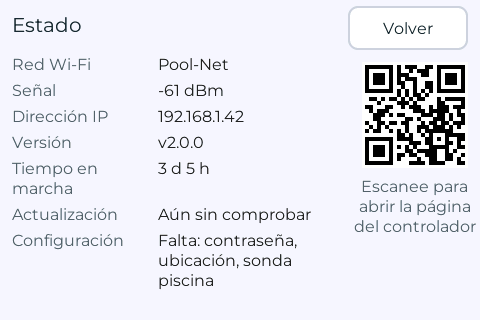 Estado
Volver
Red Wi-Fi Pool-Net
Señal -61 dBm
Dirección IP 192.168.1.42
Versión v2.0.0
Tiempo en marcha 3 d 5 h
Actualización Aún sin comprobar
Configuración Falta: contraseña,
ubicación, sonda
piscina
Escanee para
abrir la página
del controlador